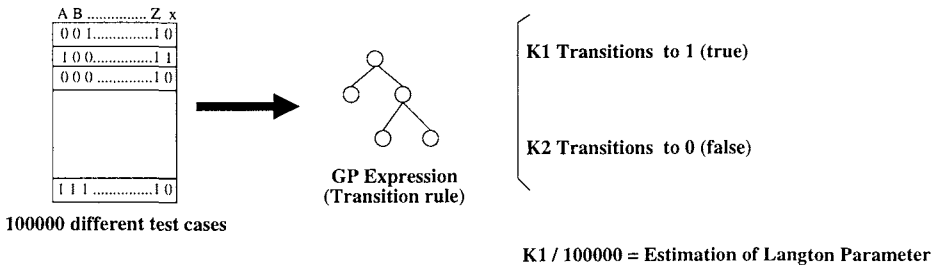 A B ............... Z x
0 0 1...............1 0
1 0 0...............1 1
0 0 0...............1 0
1 1 1...............1 0
100000 different test cases
GP Expression
(Transition rule)
K1 Transitions to 1 (true)
K2 Transitions to 0 (false)
K1 / 100000 = Estimation of Langton Parameter